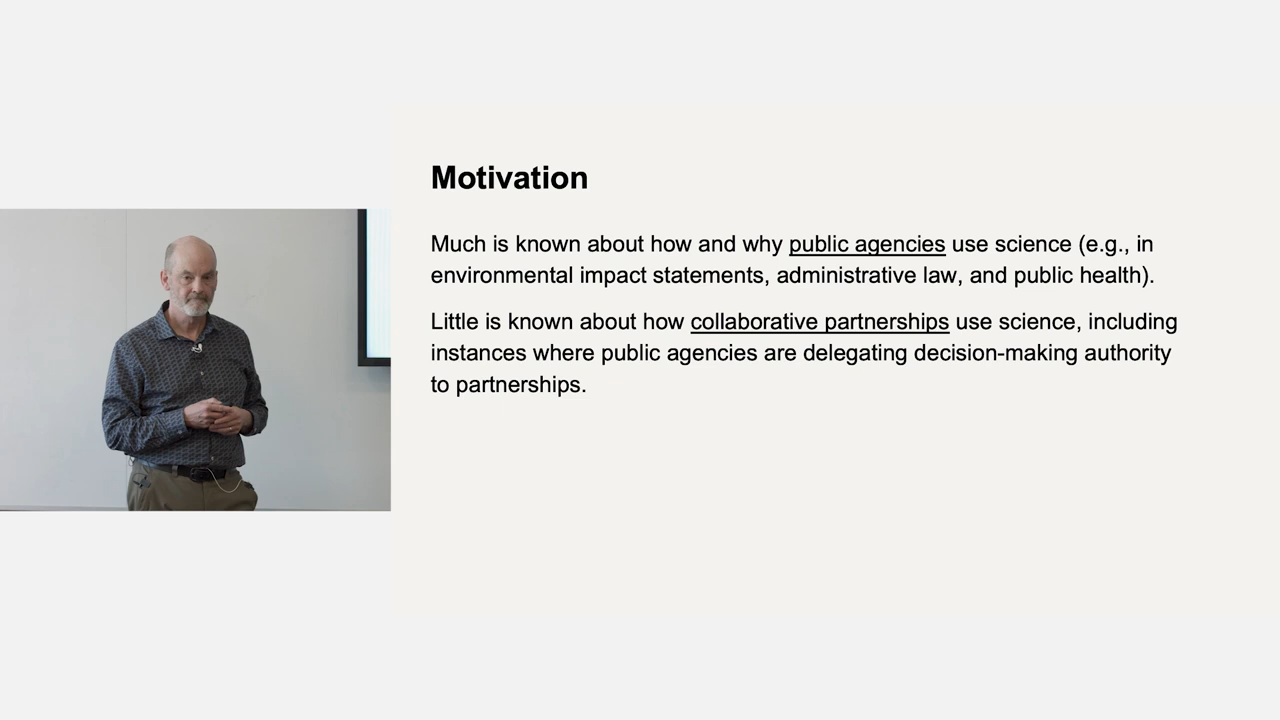 Motivation
Much is known about how and why public agencies use science (e.g., in
environmental impact statements, administrative law, and public health).
Little is known about how collaborative partnerships use science, including
instances where public agencies are delegating decision-making authority
to partnerships.